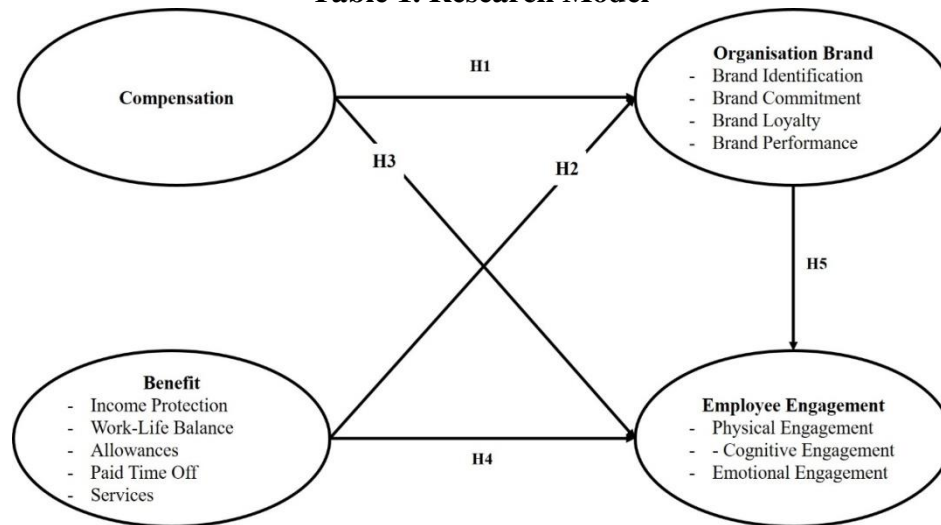 Table 1. Research Model
Compensation
H1
Organisation Brand
- Brand Identification
- Brand Commitment
- Brand Loyalty
- Brand Performance
H3
H2
H5
Benefit
- Income Protection
- Work-Life Balance
- Allowances
- Paid Time Off
- Services
H4
Employee Engagement
- Physical Engagement
- - Cognitive Engagement
- Emotional Engagement